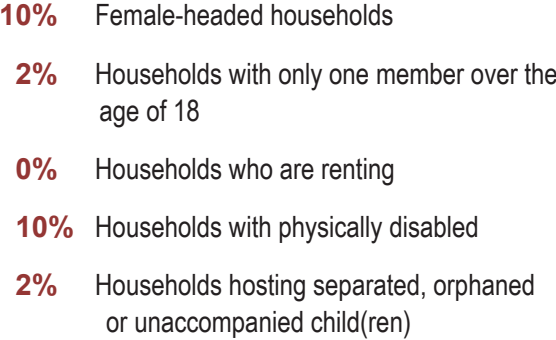 10% Female-headed households
2% Households with only one member over the
age of 18
0% Households who are renting
10% Households with physically disabled
2% Households hosting separated, orphaned
or unaccompanied child(ren)